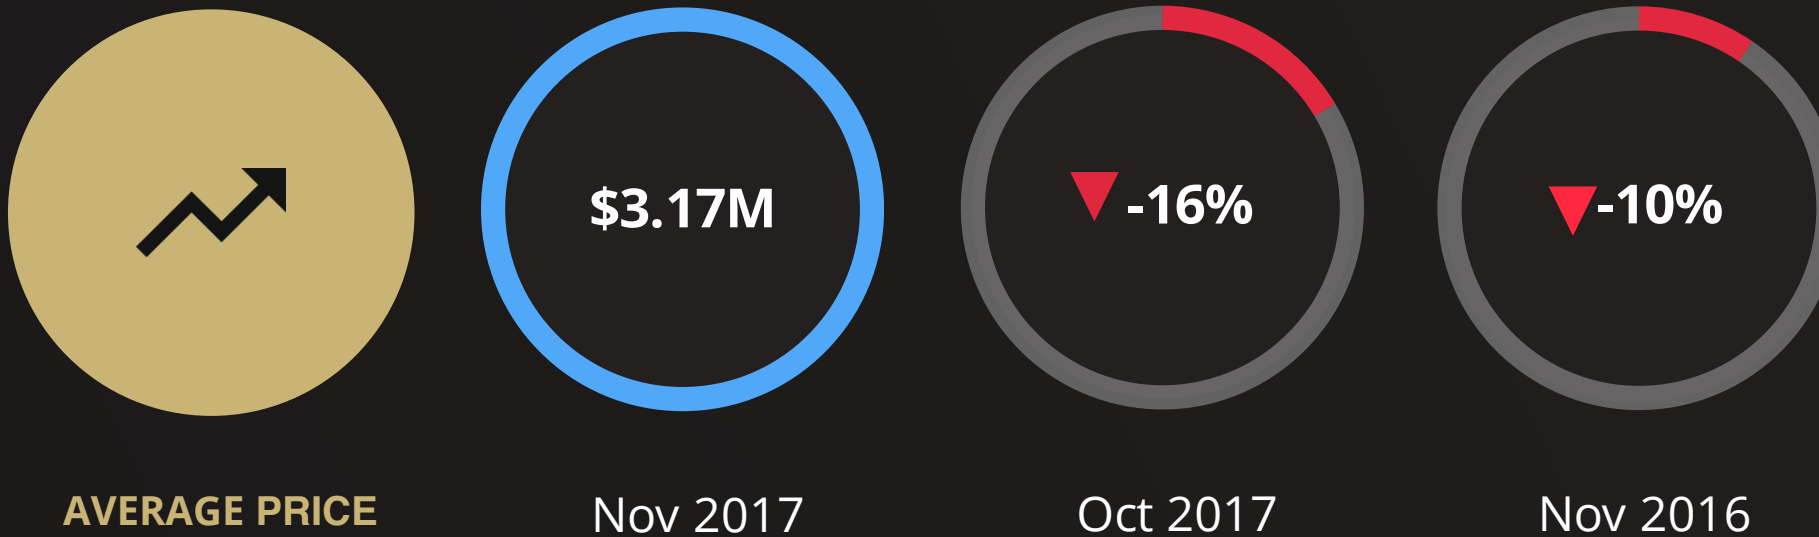 $3.17M
-16%
-10%
AVERAGE PRICE
Nov 2017
Oct 2017
Nov 2016